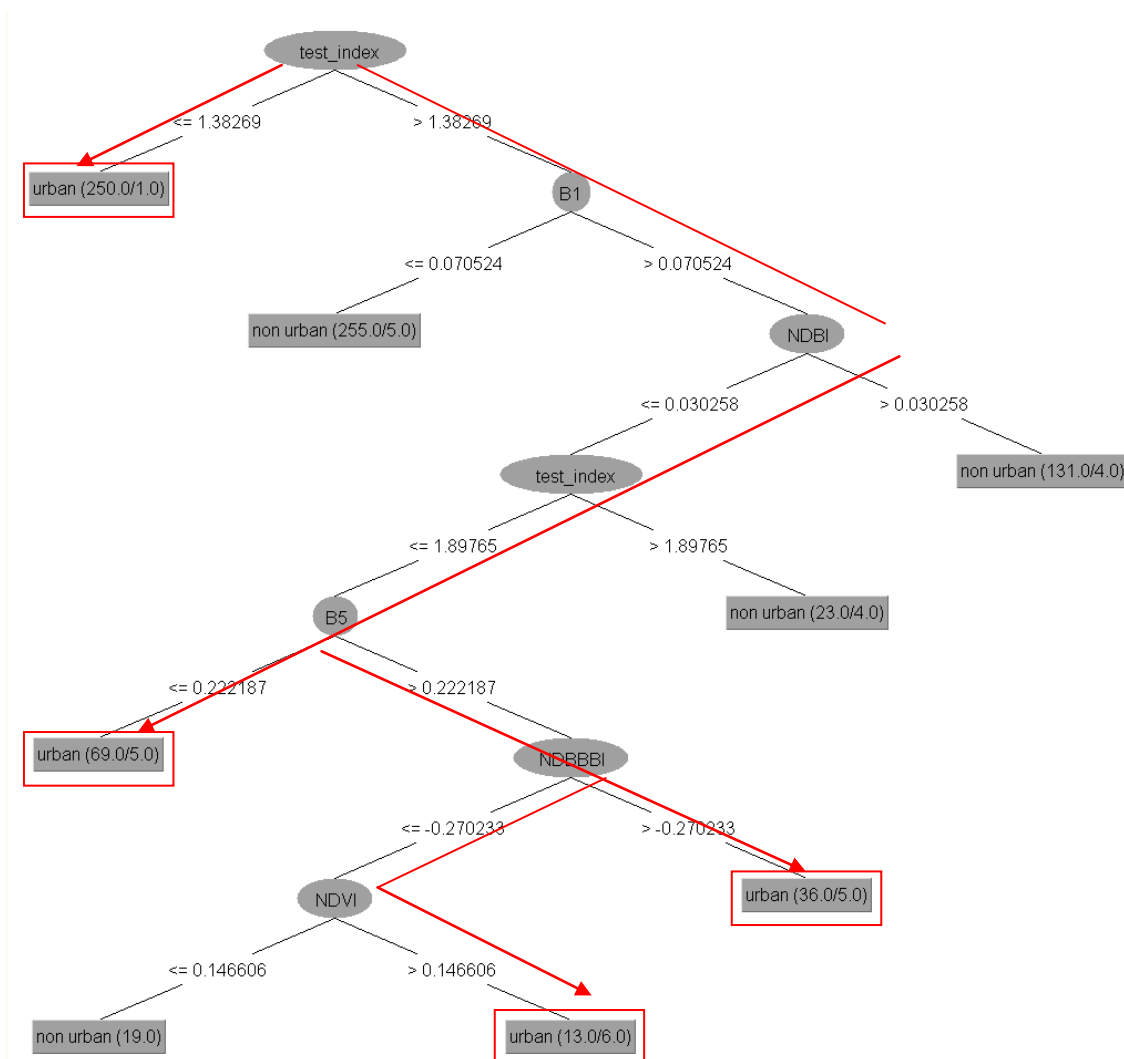 test_index
<= 1.38269
> 1.38269
urban (250.0/1.0)
B1
<= 0.070524
> 0.070524
non urban (255.0/5.0)
NDBI
<= 0.030258
> 0.030258
test_index
non urban (131.0/4.0)
<= 1.89765
> 1.89765
B5
non urban (23.0/4.0)
<= 0.222187
> 0.222187
urban (69.0/5.0)
NDBBBI
<= -0.270233
> -0.270233
NDVI
urban (36.0/5.0)
<= 0.146606
> 0.146606
non urban (19.0)
urban (13.0/6.0)